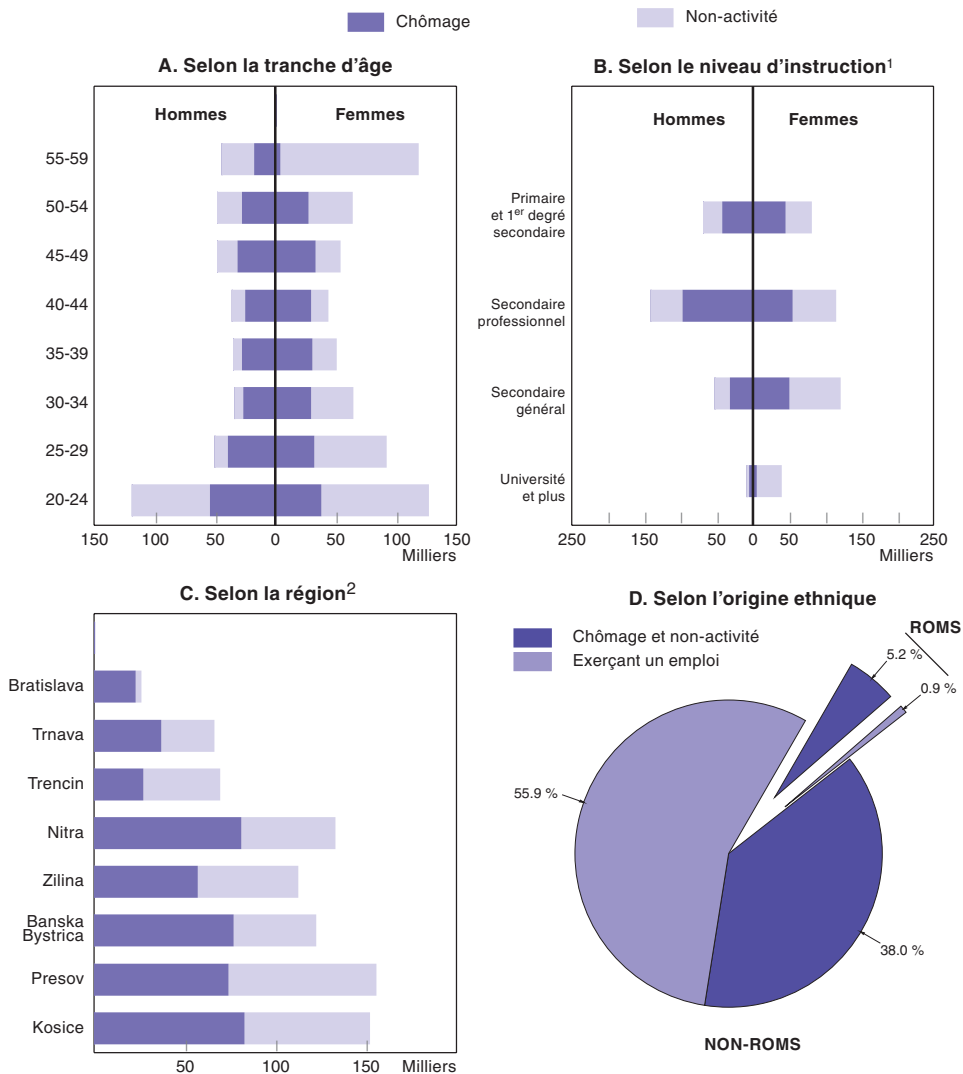 Chômage
Non-activité
A. Selon la tranche d'âge
Hommes
Femmes
55-59
50-54
45-49
40-44
35-39
30-34
25-29
20-24
150
100
50
0
50
100
150
Milliers
B. Selon le niveau d'instruction1
Hommes
Femmes
Primaire
et 1er degré
secondaire
Secondaire
professionnel
Secondaire
général
Université
et plus
250
150
50
0
50
150
250
Milliers
C. Selon la région2
Bratislava
Trnava
Trencin
Nitra
Zilina
Banska
Bystrica
Presov
Kosice
50
100
150
Milliers
D. Selon l'origine ethnique
Chômage et non-activité
Exerçant un emploi
ROMS
5.2 %
0.9 %
55.9 %
38.0 %
NON-ROMS